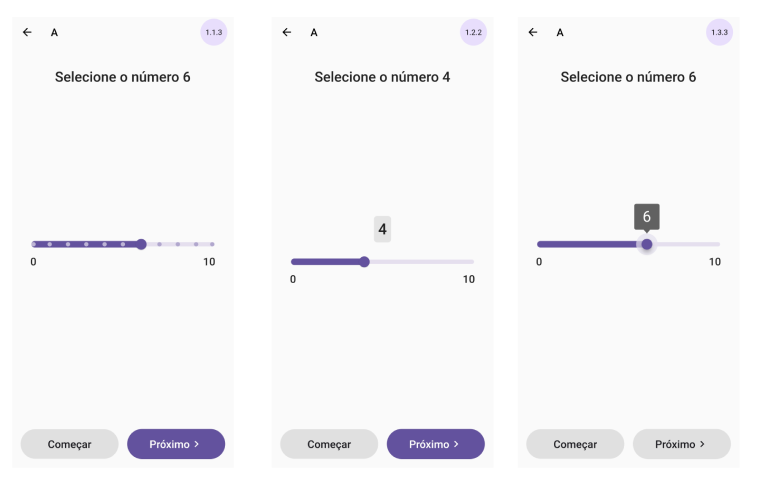 A
1.1.3
Selecione o número 6
0
10
Começar
Próximo >
A
1.2.2
Selecione o número 4
4
0
10
Começar
Próximo >
A
1.3.3
Selecione o número 6
6
0
10
Começar
Próximo >